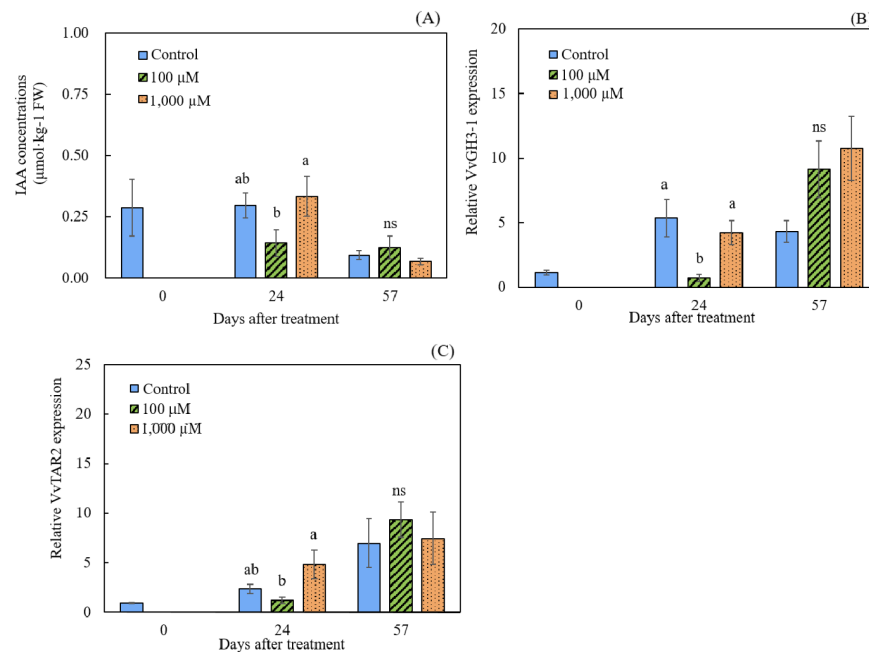 (A)
1.00
0.75
0.50
0.25
0.00
IAA concentrations
(μmol·kg-1 FW)
Control
100 μM
1,000 μM
ab
b
a
ns
0
24
57
Days after treatment
(B)
20
15
10
5
0
Relative VvGH3-1 expression
Control
100 μM
1,000 μM
a
b
a
ns
0
24
57
Days after treatment
(C)
25
20
15
10
5
0
Relative VvTAR2 expression
Control
100 μM
1,000 μM
ab
b
a
ns
0
24
57
Days after treatment